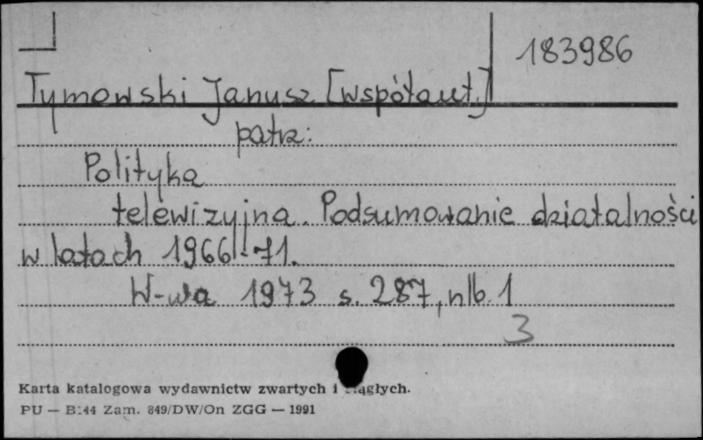 183986
Tymowski Janusz [współaut.]
patrz:
Polityka
telewizyjna. Podsumowanie działalności
w latach 1966-71.
W-wa 1973 s. 287, nlb. 1
3
Karta katalogowa wydawnictw zwartych i ciągłych.
PU — B:44 Zam. 849/DW/On ZGG — 1991